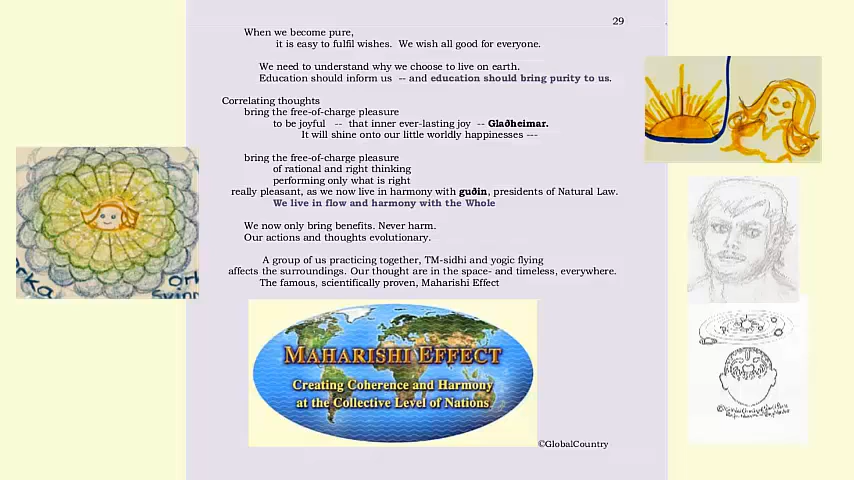 29
When we become pure,
it is easy to fulfil wishes. We wish all good for everyone.
We need to understand why we choose to live on earth.
Education should inform us -- and education should bring purity to us.
Correlating thoughts
bring the free-of-charge pleasure
to be joyful -- that inner ever-lasting joy -- Glaðheimar.
It will shine onto our little worldly happinesses ---
bring the free-of-charge pleasure
of rational and right thinking
performing only what is right
really pleasant, as we now live in harmony with guðin, presidents of Natural Law.
We live in flow and harmony with the Whole
We now only bring benefits. Never harm.
Our actions and thoughts evolutionary.
A group of us practicing together, TM-sidhi and yogic flying
affects the surroundings. Our thought are in the space- and timeless, everywhere.
The famous, scientifically proven, Maharishi Effect
MAHARISHI EFFECT
Creating Coherence and Harmony
at the Collective Level of Nations
©GlobalCountry